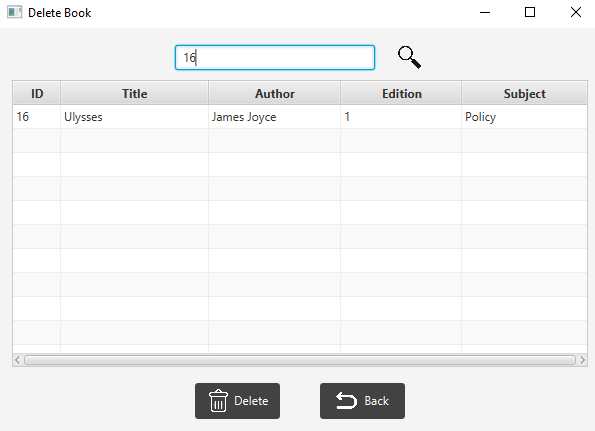 Delete Book
16
ID Title Author Edition Subject
16 Ulysses James Joyce 1 Policy
Delete Back